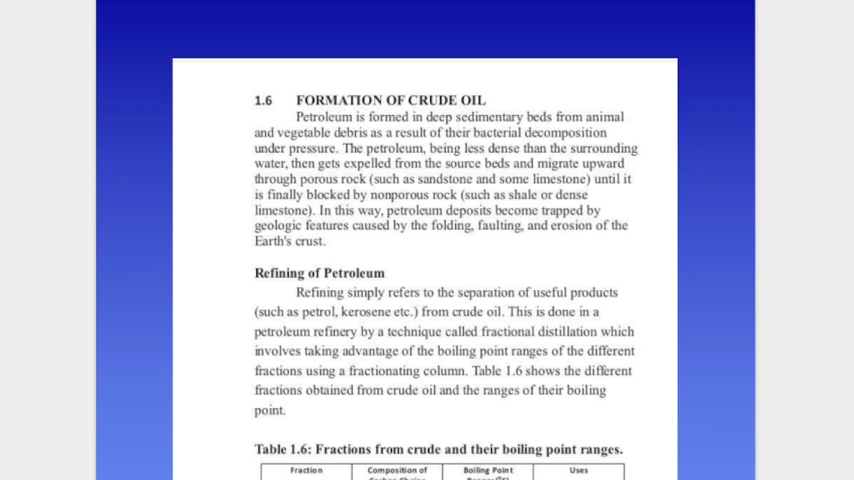 1.6 FORMATION OF CRUDE OIL
Petroleum is formed in deep sedimentary beds from animal
and vegetable debris as a result of their bacterial decomposition
under pressure. The petroleum, being less dense than the surrounding
water, then gets expelled from the source beds and migrate upward
through porous rock (such as sandstone and some limestone) until it
is finally blocked by nonporous rock (such as shale or dense
limestone). In this way, petroleum deposits become trapped by
geologic features caused by the folding, faulting, and erosion of the
Earth's crust.
Refining of Petroleum
Refining simply refers to the separation of useful products
(such as petrol, kerosene etc.) from crude oil. This is done in a
petroleum refinery by a technique called fractional distillation which
involves taking advantage of the boiling point ranges of the different
fractions using a fractionating column. Table 1.6 shows the different
fractions obtained from crude oil and the ranges of their boiling
point.
Table 1.6: Fractions from crude and their boiling point ranges.
Fraction Composition of Boiling Point Uses